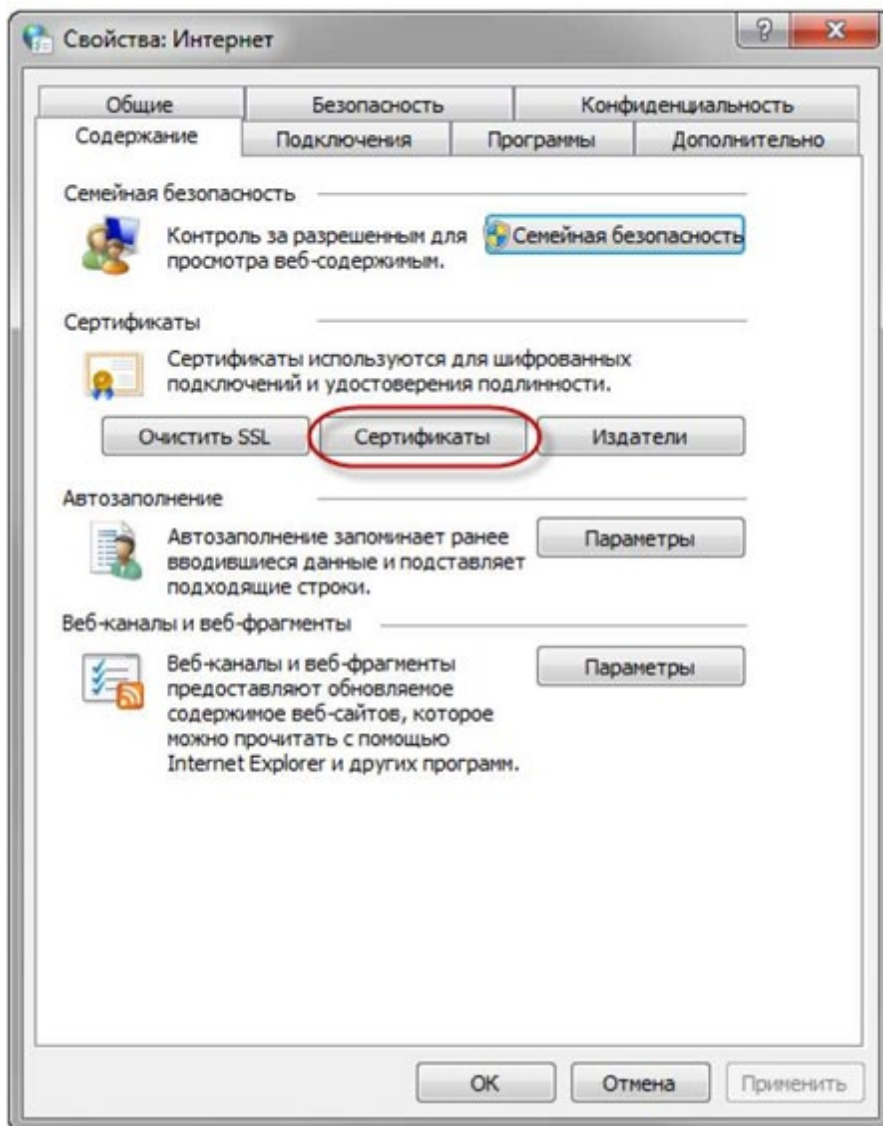 Свойства: Интернет
?
Общие
Безопасность
Конфиденциальность
Содержание
Подключения
Программы
Дополнительно
Семейная безопасность
Контроль за разрешенным для
просмотра веб-содержимым.
Семейная безопасность
Сертификаты
Сертификаты используются для шифрованных
подключений и удостоверения подлинности.
Очистить SSL
Сертификаты
Издатели
Автозаполнение
Автозаполнение запоминает ранее
вводившиеся данные и подставляет
подходящие строки.
Параметры
Веб-каналы и веб-фрагменты
Веб-каналы и веб-фрагменты
предоставляют обновляемое
содержимое веб-сайтов, которое
можно прочитать с помощью
Internet Explorer и других программ.
Параметры
ОК
Отмена
Применить